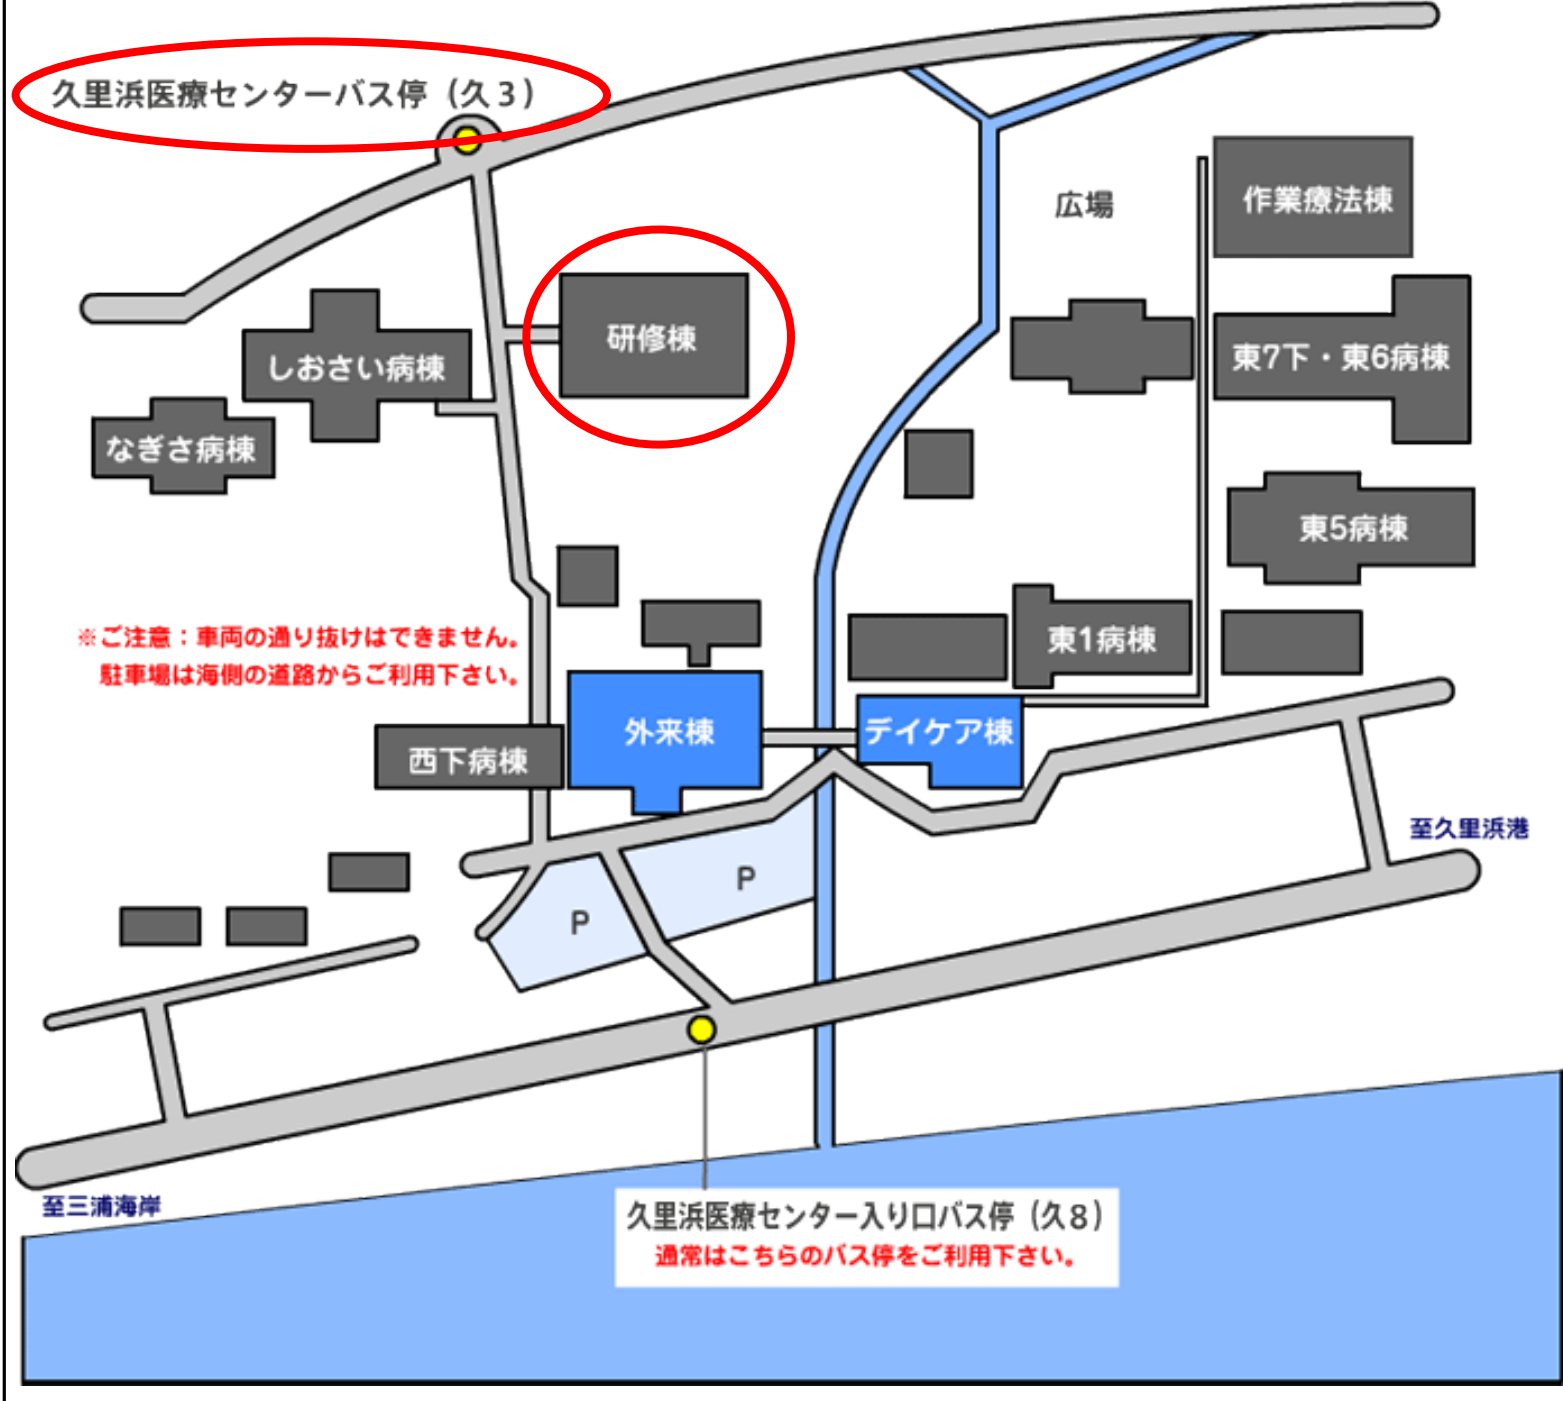 久里浜医療センターバス停（久３）
作業療法棟
広場
研修棟
東7下・東6病棟
しおさい病棟
なぎさ病棟
東5病棟
※ご注意：車両の通り抜けはできません。
駐車場は海側の道路からご利用下さい。
東1病棟
外来棟
デイケア棟
西下病棟
至久里浜港
P
P
至三浦海岸
久里浜医療センター入り口バス停（久８）
通常はこちらのバス停をご利用下さい。